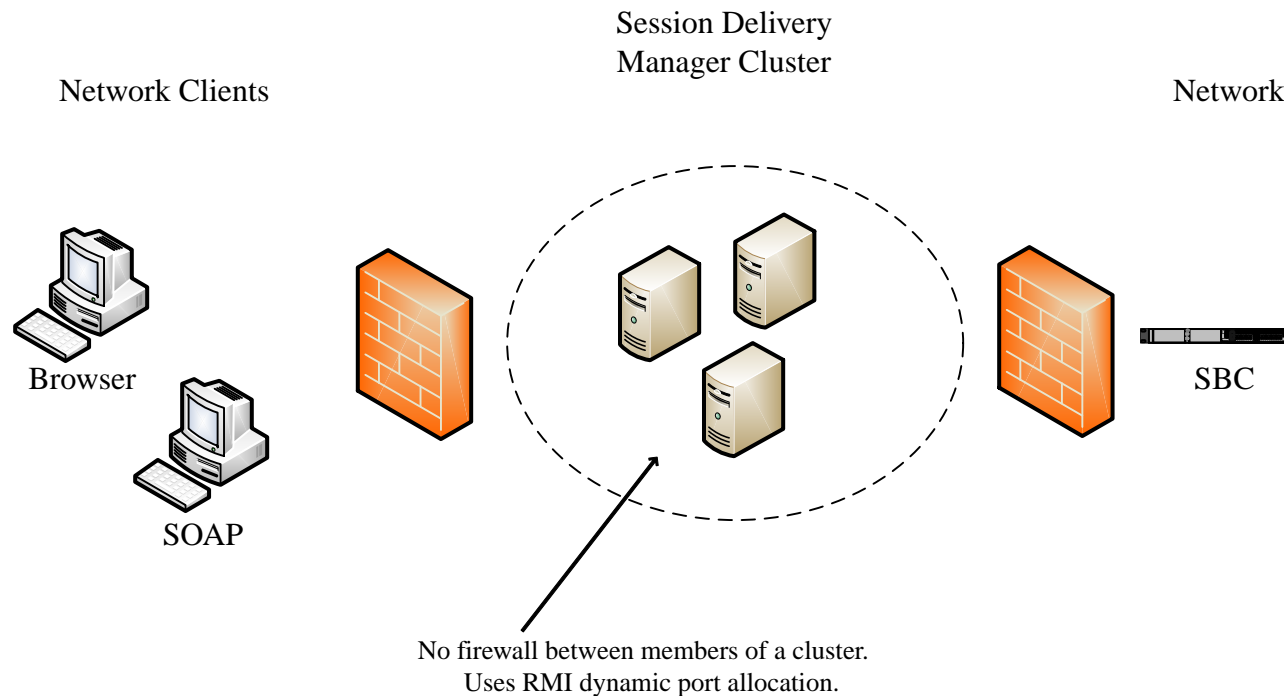 Session Delivery
Manager Cluster
Network Clients
Network
Browser
SBC
SOAP
No firewall between members of a cluster.
Uses RMI dynamic port allocation.